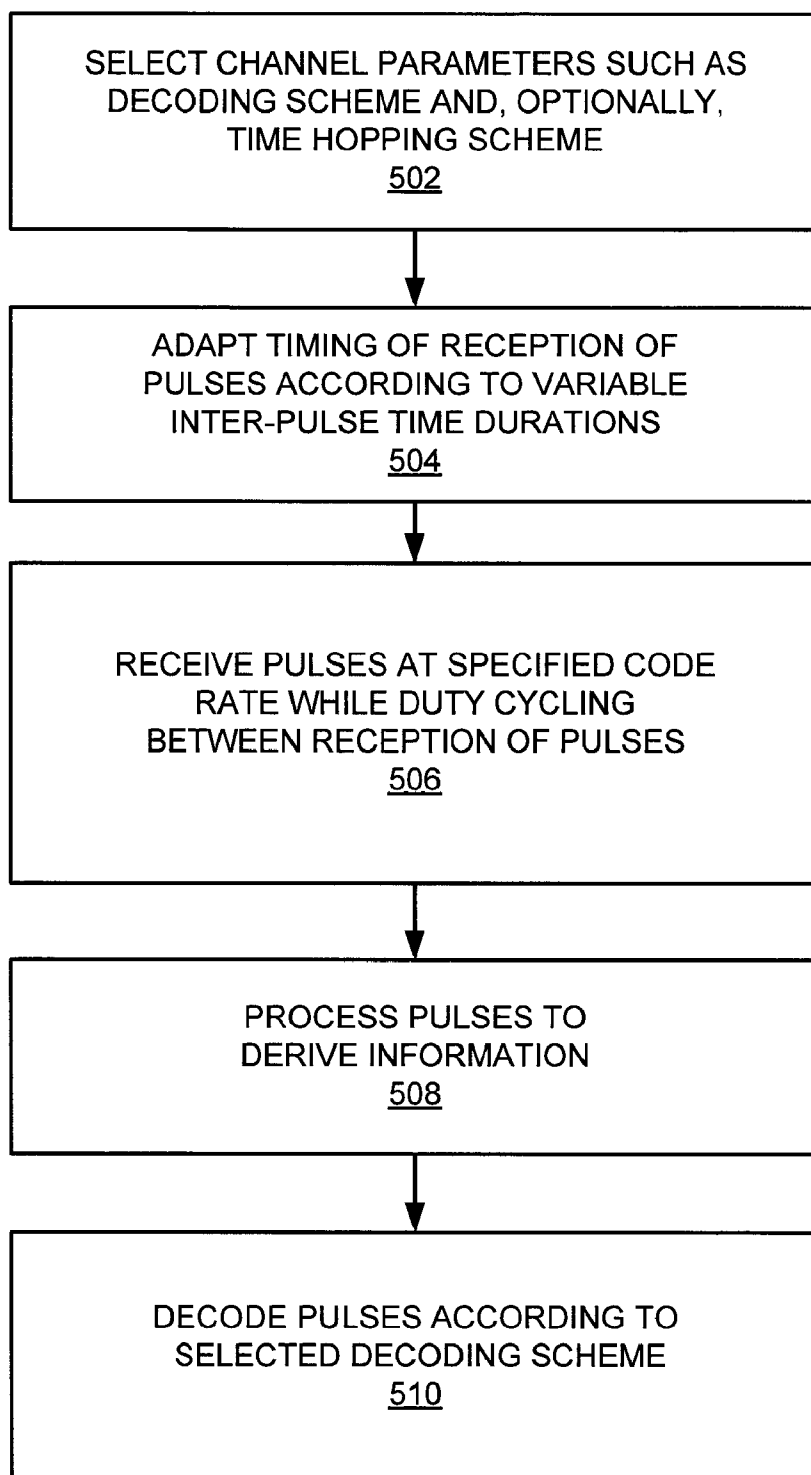 SELECT CHANNEL PARAMETERS SUCH AS
DECODING SCHEME AND, OPTIONALLY,
TIME HOPPING SCHEME
502
ADAPT TIMING OF RECEPTION OF
PULSES ACCORDING TO VARIABLE
INTER-PULSE TIME DURATIONS
504
RECEIVE PULSES AT SPECIFIED CODE
RATE WHILE DUTY CYCLING
BETWEEN RECEPTION OF PULSES
506
PROCESS PULSES TO
DERIVE INFORMATION
508
DECODE PULSES ACCORDING TO
SELECTED DECODING SCHEME
510